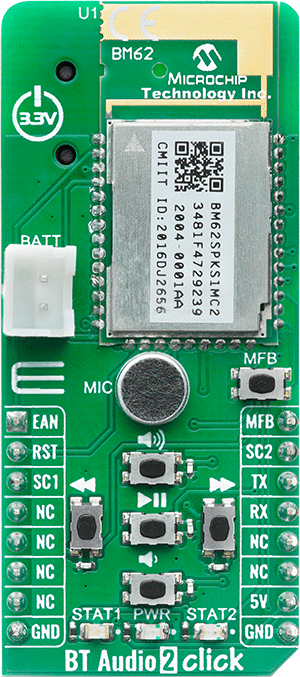 U1
CE
BM62
MICROCHIP
Technology Inc.
3.3V
BM62SPKS1MC2
3481F4729239
2004-0001AA
CMIIT ID:2016DJ2656
BATT
MFB
MIC
EAN
RST
SC1
NC
NC
NC
NC
GND
MFB
SC2
TX
RX
NC
NC
5V
GND
STAT1
PWR
STAT2
BT Audio 2 click